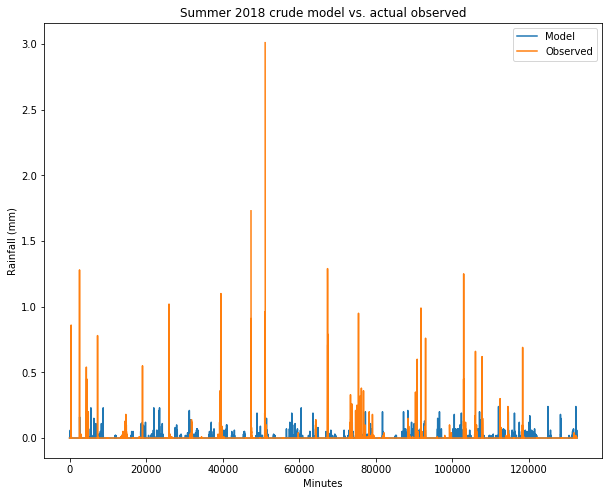 Summer 2018 crude model vs. actual observed
Model
Observed
Rainfall (mm)
3.0
2.5
2.0
1.5
1.0
0.5
0.0
0 20000 40000 60000 80000 100000 120000
Minutes